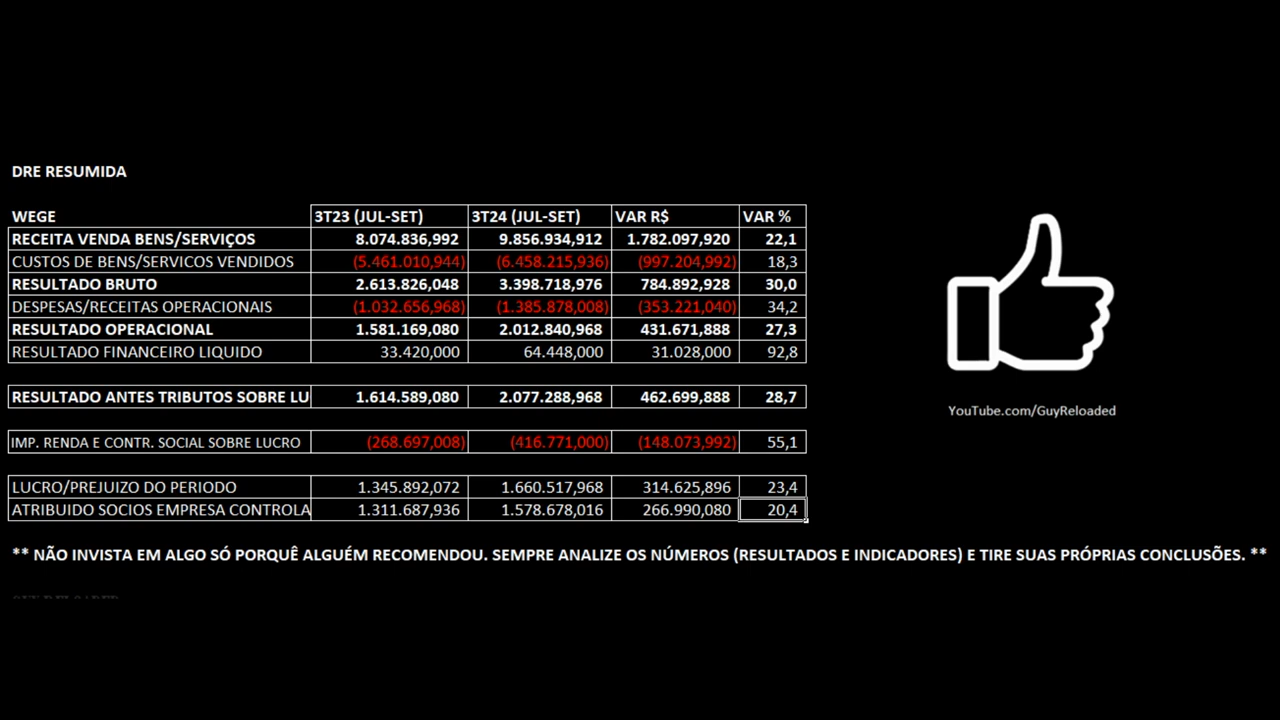 DRE RESUMIDA
WEGE 3T23 (JUL-SET) 3T24 (JUL-SET) VAR R$ VAR %
RECEITA VENDA BENS/SERVIÇOS 8.074.836,992 9.856.934,912 1.782.097,920 22,1
CUSTOS DE BENS/SERVICOS VENDIDOS (5.461.010,944) (6.458.215,936) (997.204,992) 18,3
RESULTADO BRUTO 2.613.826,048 3.398.718,976 784.892,928 30,0
DESPESAS/RECEITAS OPERACIONAIS (1.032.656,968) (1.385.878,008) (353.221,040) 34,2
RESULTADO OPERACIONAL 1.581.169,080 2.012.840,968 431.671,888 27,3
RESULTADO FINANCEIRO LIQUIDO 33.420,000 64.448,000 31.028,000 92,8
RESULTADO ANTES TRIBUTOS SOBRE LU 1.614.589,080 2.077.288,968 462.699,888 28,7
IMP. RENDA E CONTR. SOCIAL SOBRE LUCRO (268.697,008) (416.771,000) (148.073,992) 55,1
LUCRO/PREJUIZO DO PERIODO 1.345.892,072 1.660.517,968 314.625,896 23,4
ATRIBUIDO SOCIOS EMPRESA CONTROLA 1.311.687,936 1.578.678,016 266.990,080 20,4
YouTube.com/GuyReloaded
** NÃO INVISTA EM ALGO SÓ PORQUÊ ALGUÉM RECOMENDOU. SEMPRE ANALIZE OS NÚMEROS (RESULTADOS E INDICADORES) E TIRE SUAS PRÓPRIAS CONCLUSÕES. **